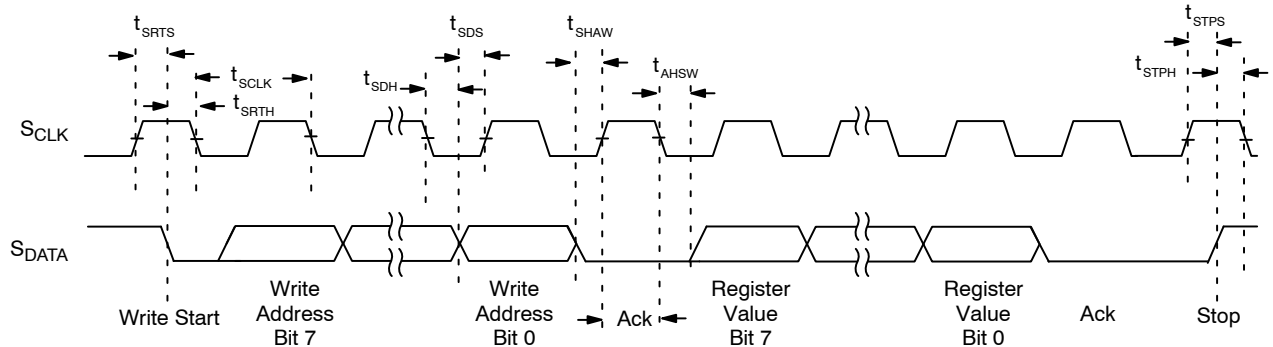 tSRTS
tSDS
tSHAW
tSTPS
tSCLK
tSDH
tAHSW
tSTPH
tSRTH
SCLK
SDATA
Write Start
Write
Address
Bit 7
Write
Address
Bit 0
Ack
Register
Value
Bit 7
Register
Value
Bit 0
Ack
Stop